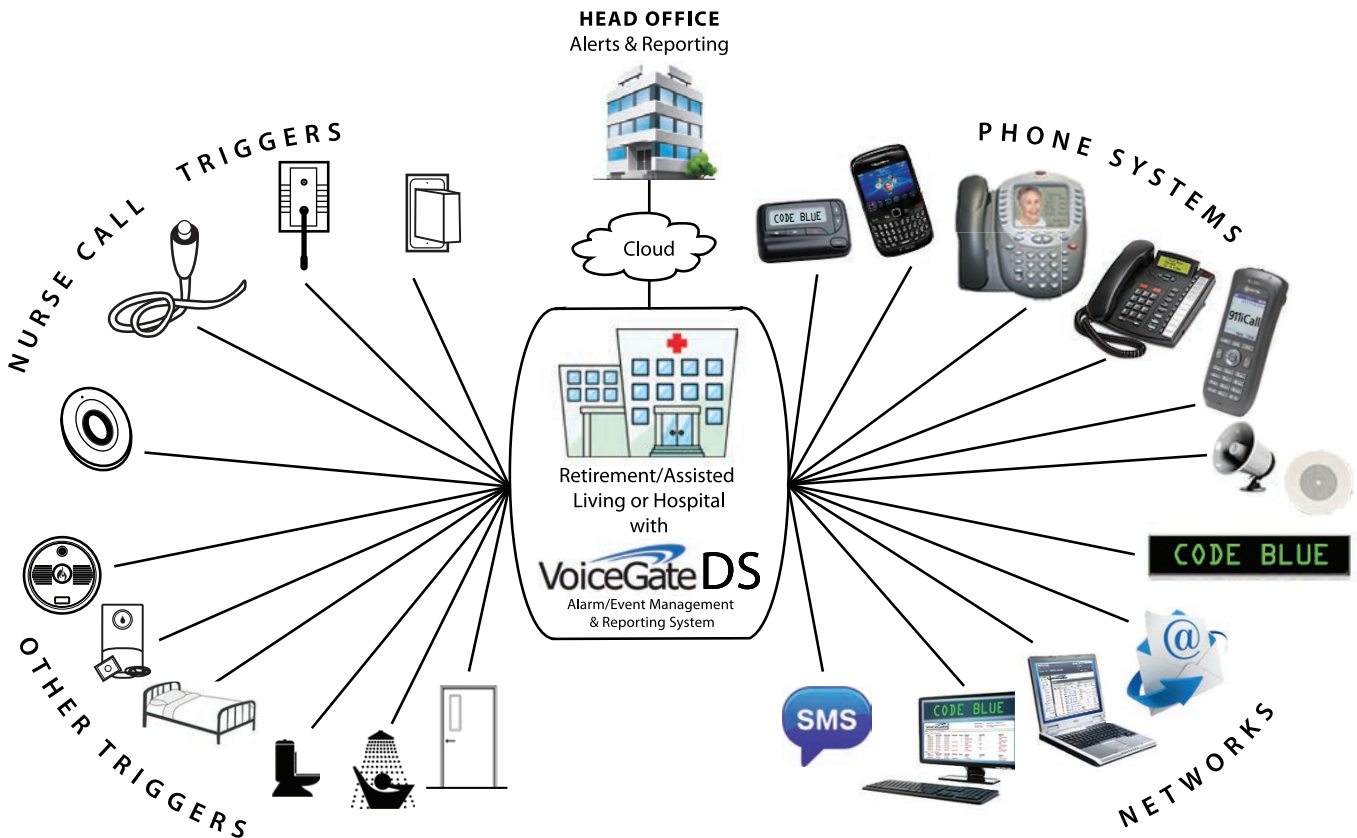 HEAD OFFICE
Alerts & Reporting
NURSE CALL TRIGGERS
PHONE SYSTEMS
CODE BLUE
Cloud
911iCall
Retirement/Assisted
Living or Hospital
with
VoiceGate DS
Alarm/Event Management
& Reporting System
CODE BLUE
@
OTHER TRIGGERS
SMS
CODE BLUE
NETWORKS